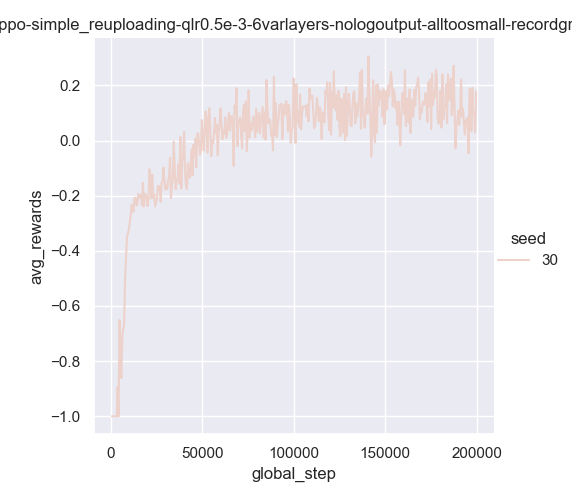 ppo-simple_reuploading-qlr0.5e-3-6varlayers-nologoutput-alltoosmall-recordgr
0.2
0.0
−0.2
−0.4
−0.6
−0.8
−1.0
avg_rewards
seed
30
0 50000 100000 150000 200000
global_step